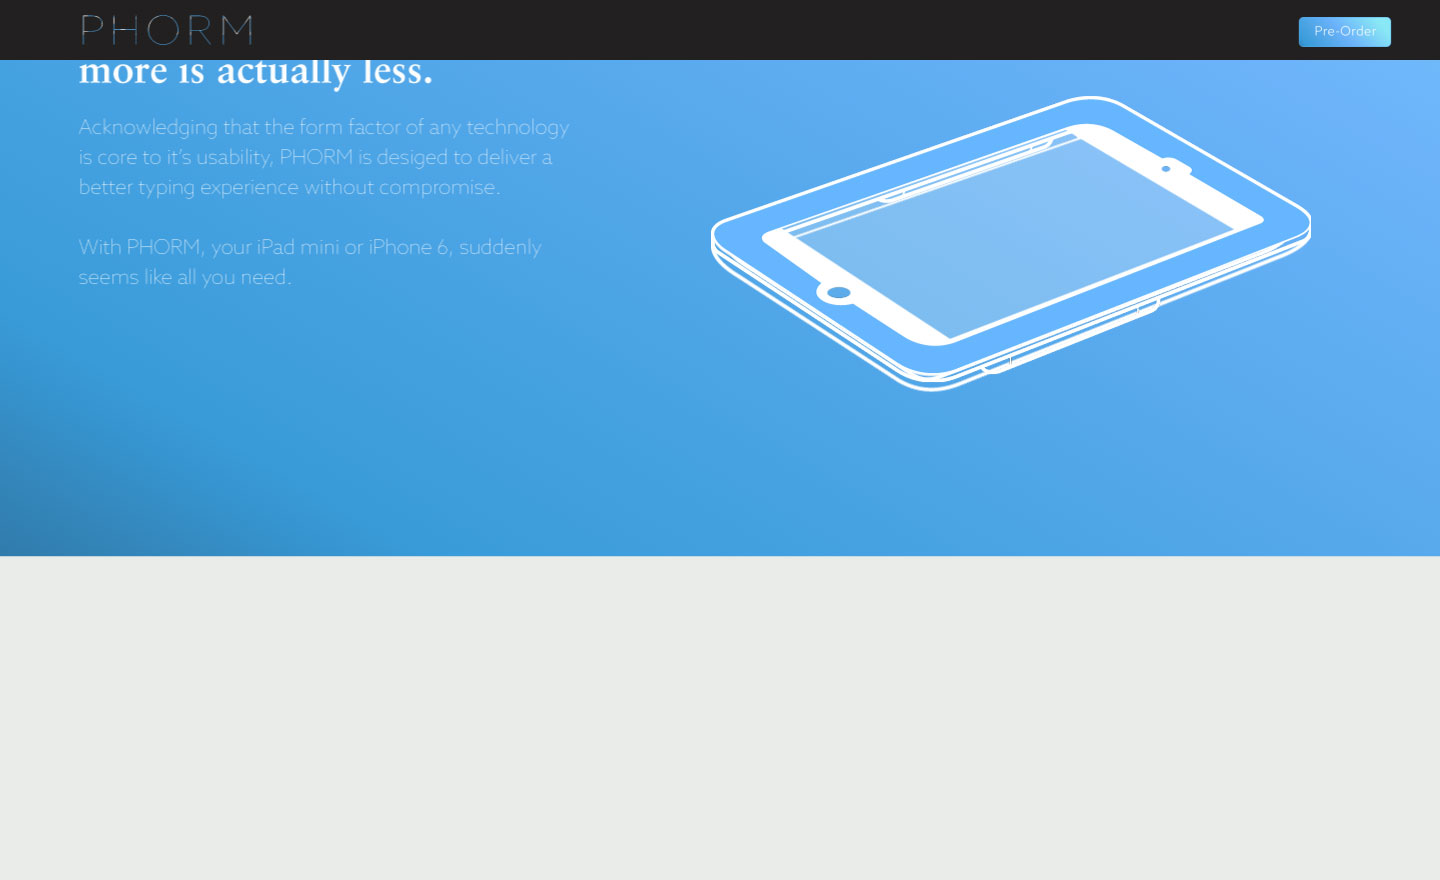 PHORM
Pre-Order
more is actually less.
Acknowledging that the form factor of any technology
is core to it's usability, PHORM is desiged to deliver a
better typing experience without compromise.
With PHORM, your iPad mini or iPhone 6, suddenly
seems like all you need.